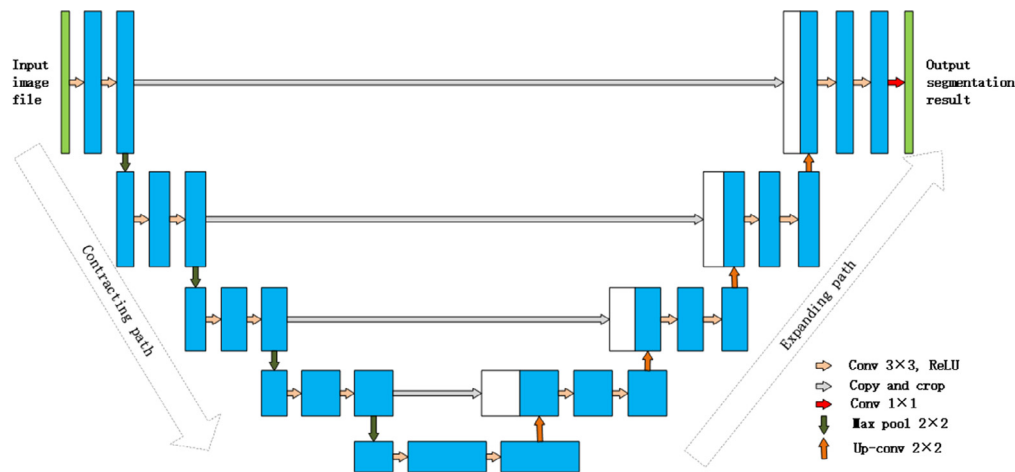 Input
image
file
Output
segmentation
result
Contracting path
Expanding path
Conv 3×3, ReLU
Copy and crop
Conv 1×1
Max pool 2×2
Up-conv 2×2